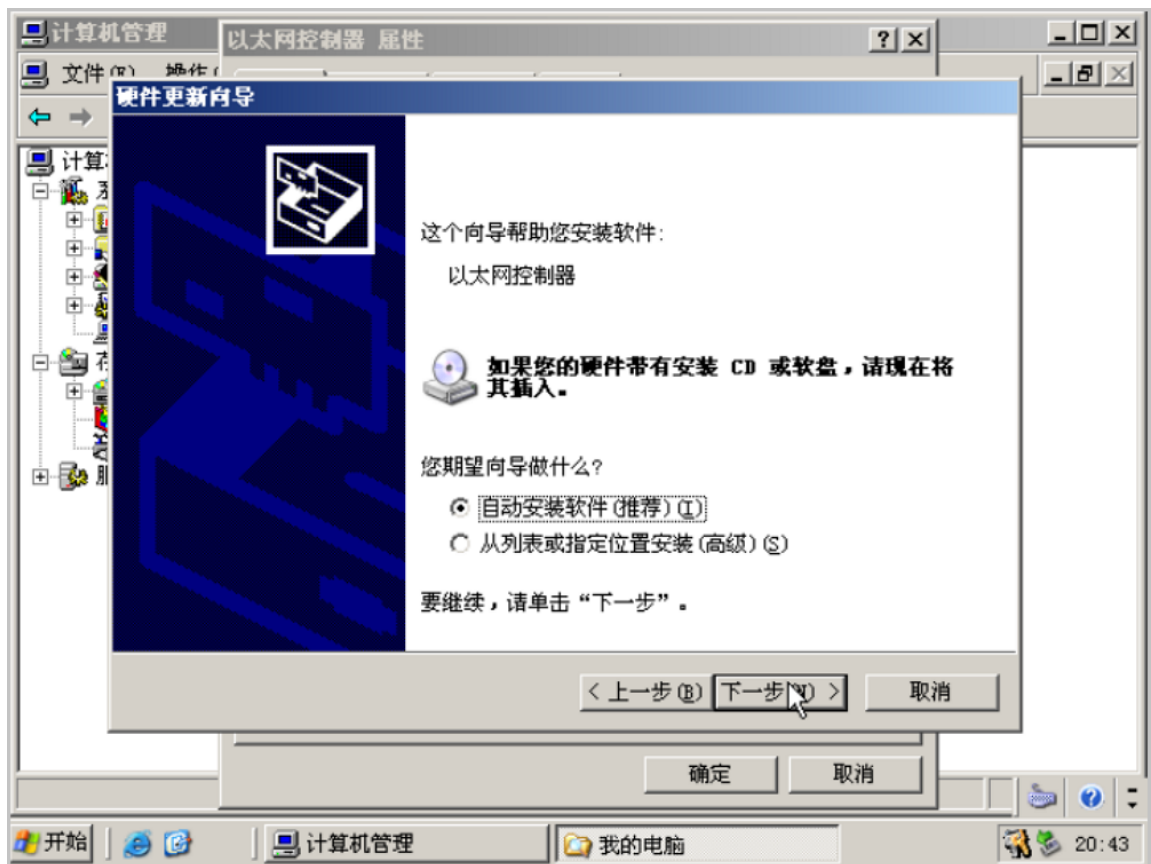 计算机管理
以太网控制器 属性
文件(F) 操作(
硬件更新向导
计算
这个向导帮助您安装软件:
以太网控制器
如果您的硬件带有安装 CD 或软盘，请现在将
其插入。
您期望向导做什么?
自动安装软件(推荐)(I)
从列表或指定位置安装(高级)(S)
要继续，请单击“下一步”。
< 上一步(B)
下一步(N) >
取消
确定
取消
开始
计算机管理
我的电脑
20:43